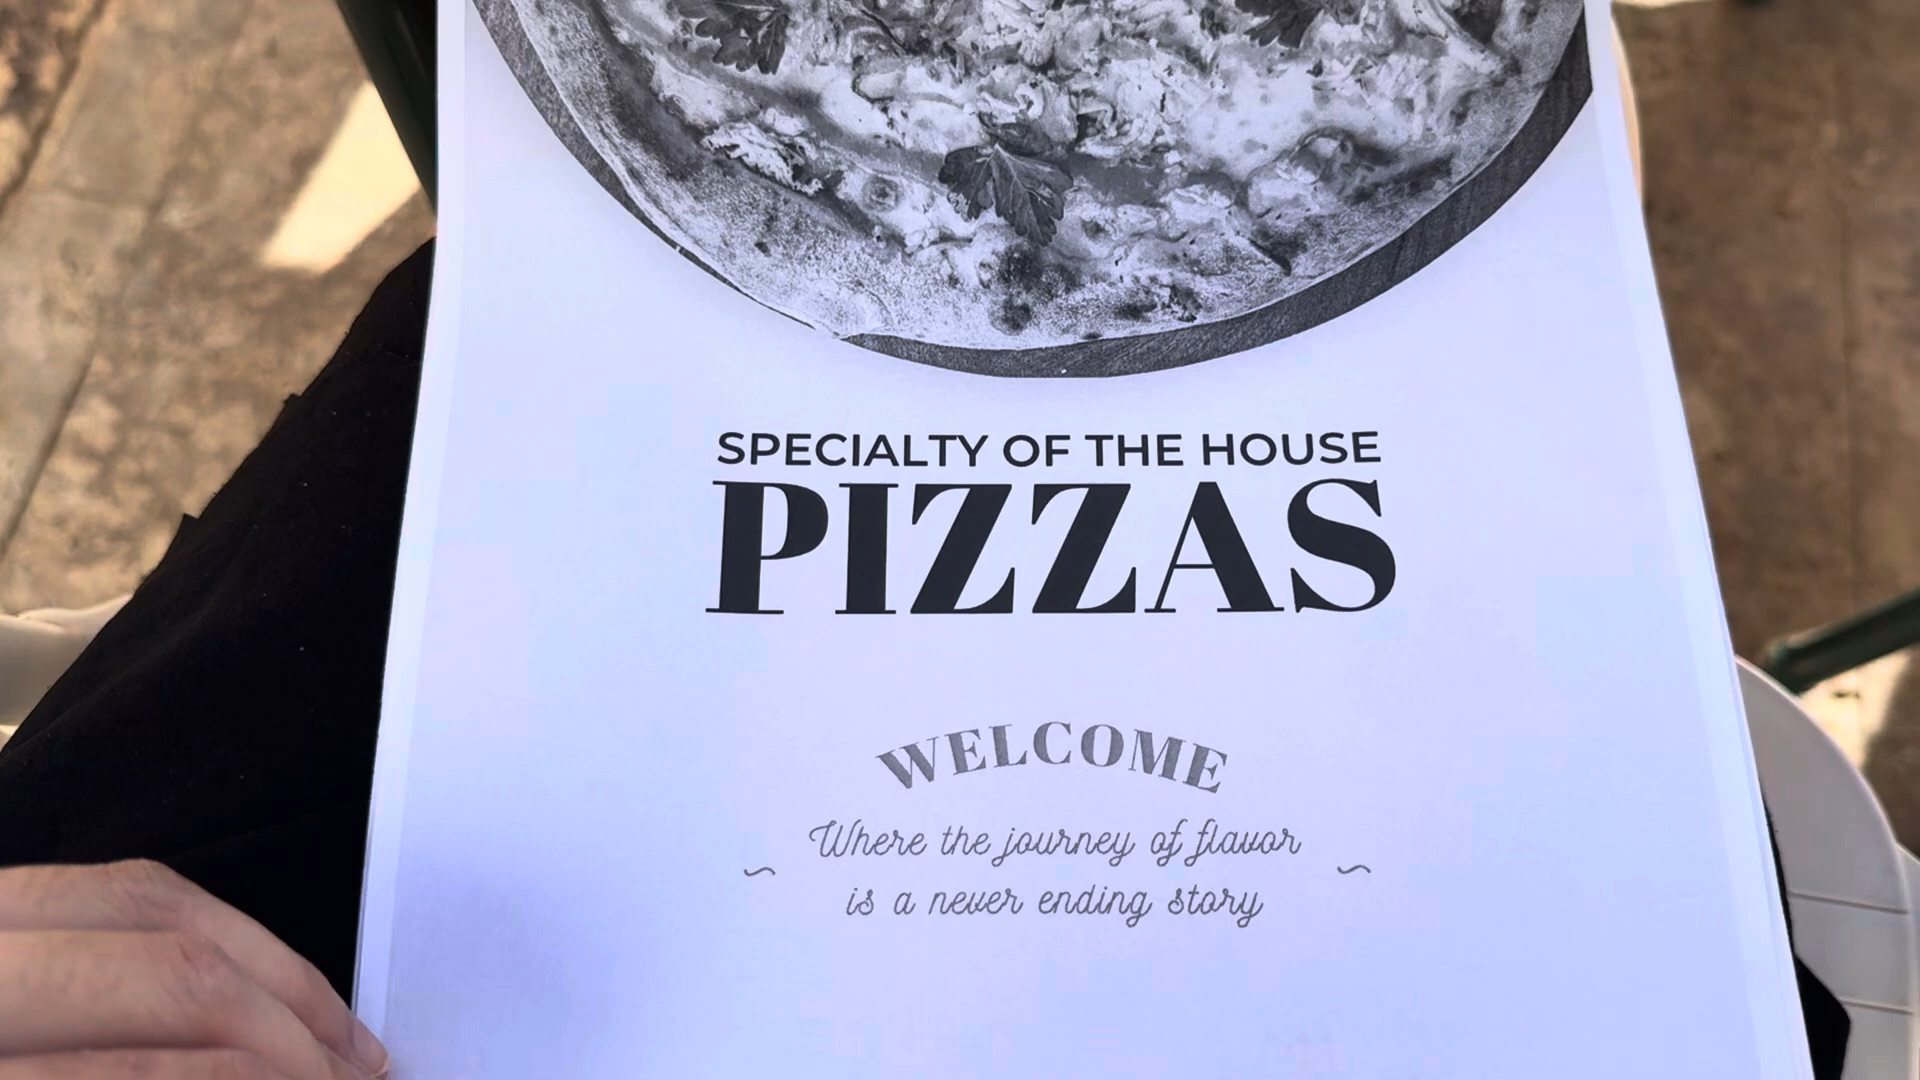 SPECIALTY OF THE HOUSE
PIZZAS
WELCOME
Where the journey of flavor
is a never ending story